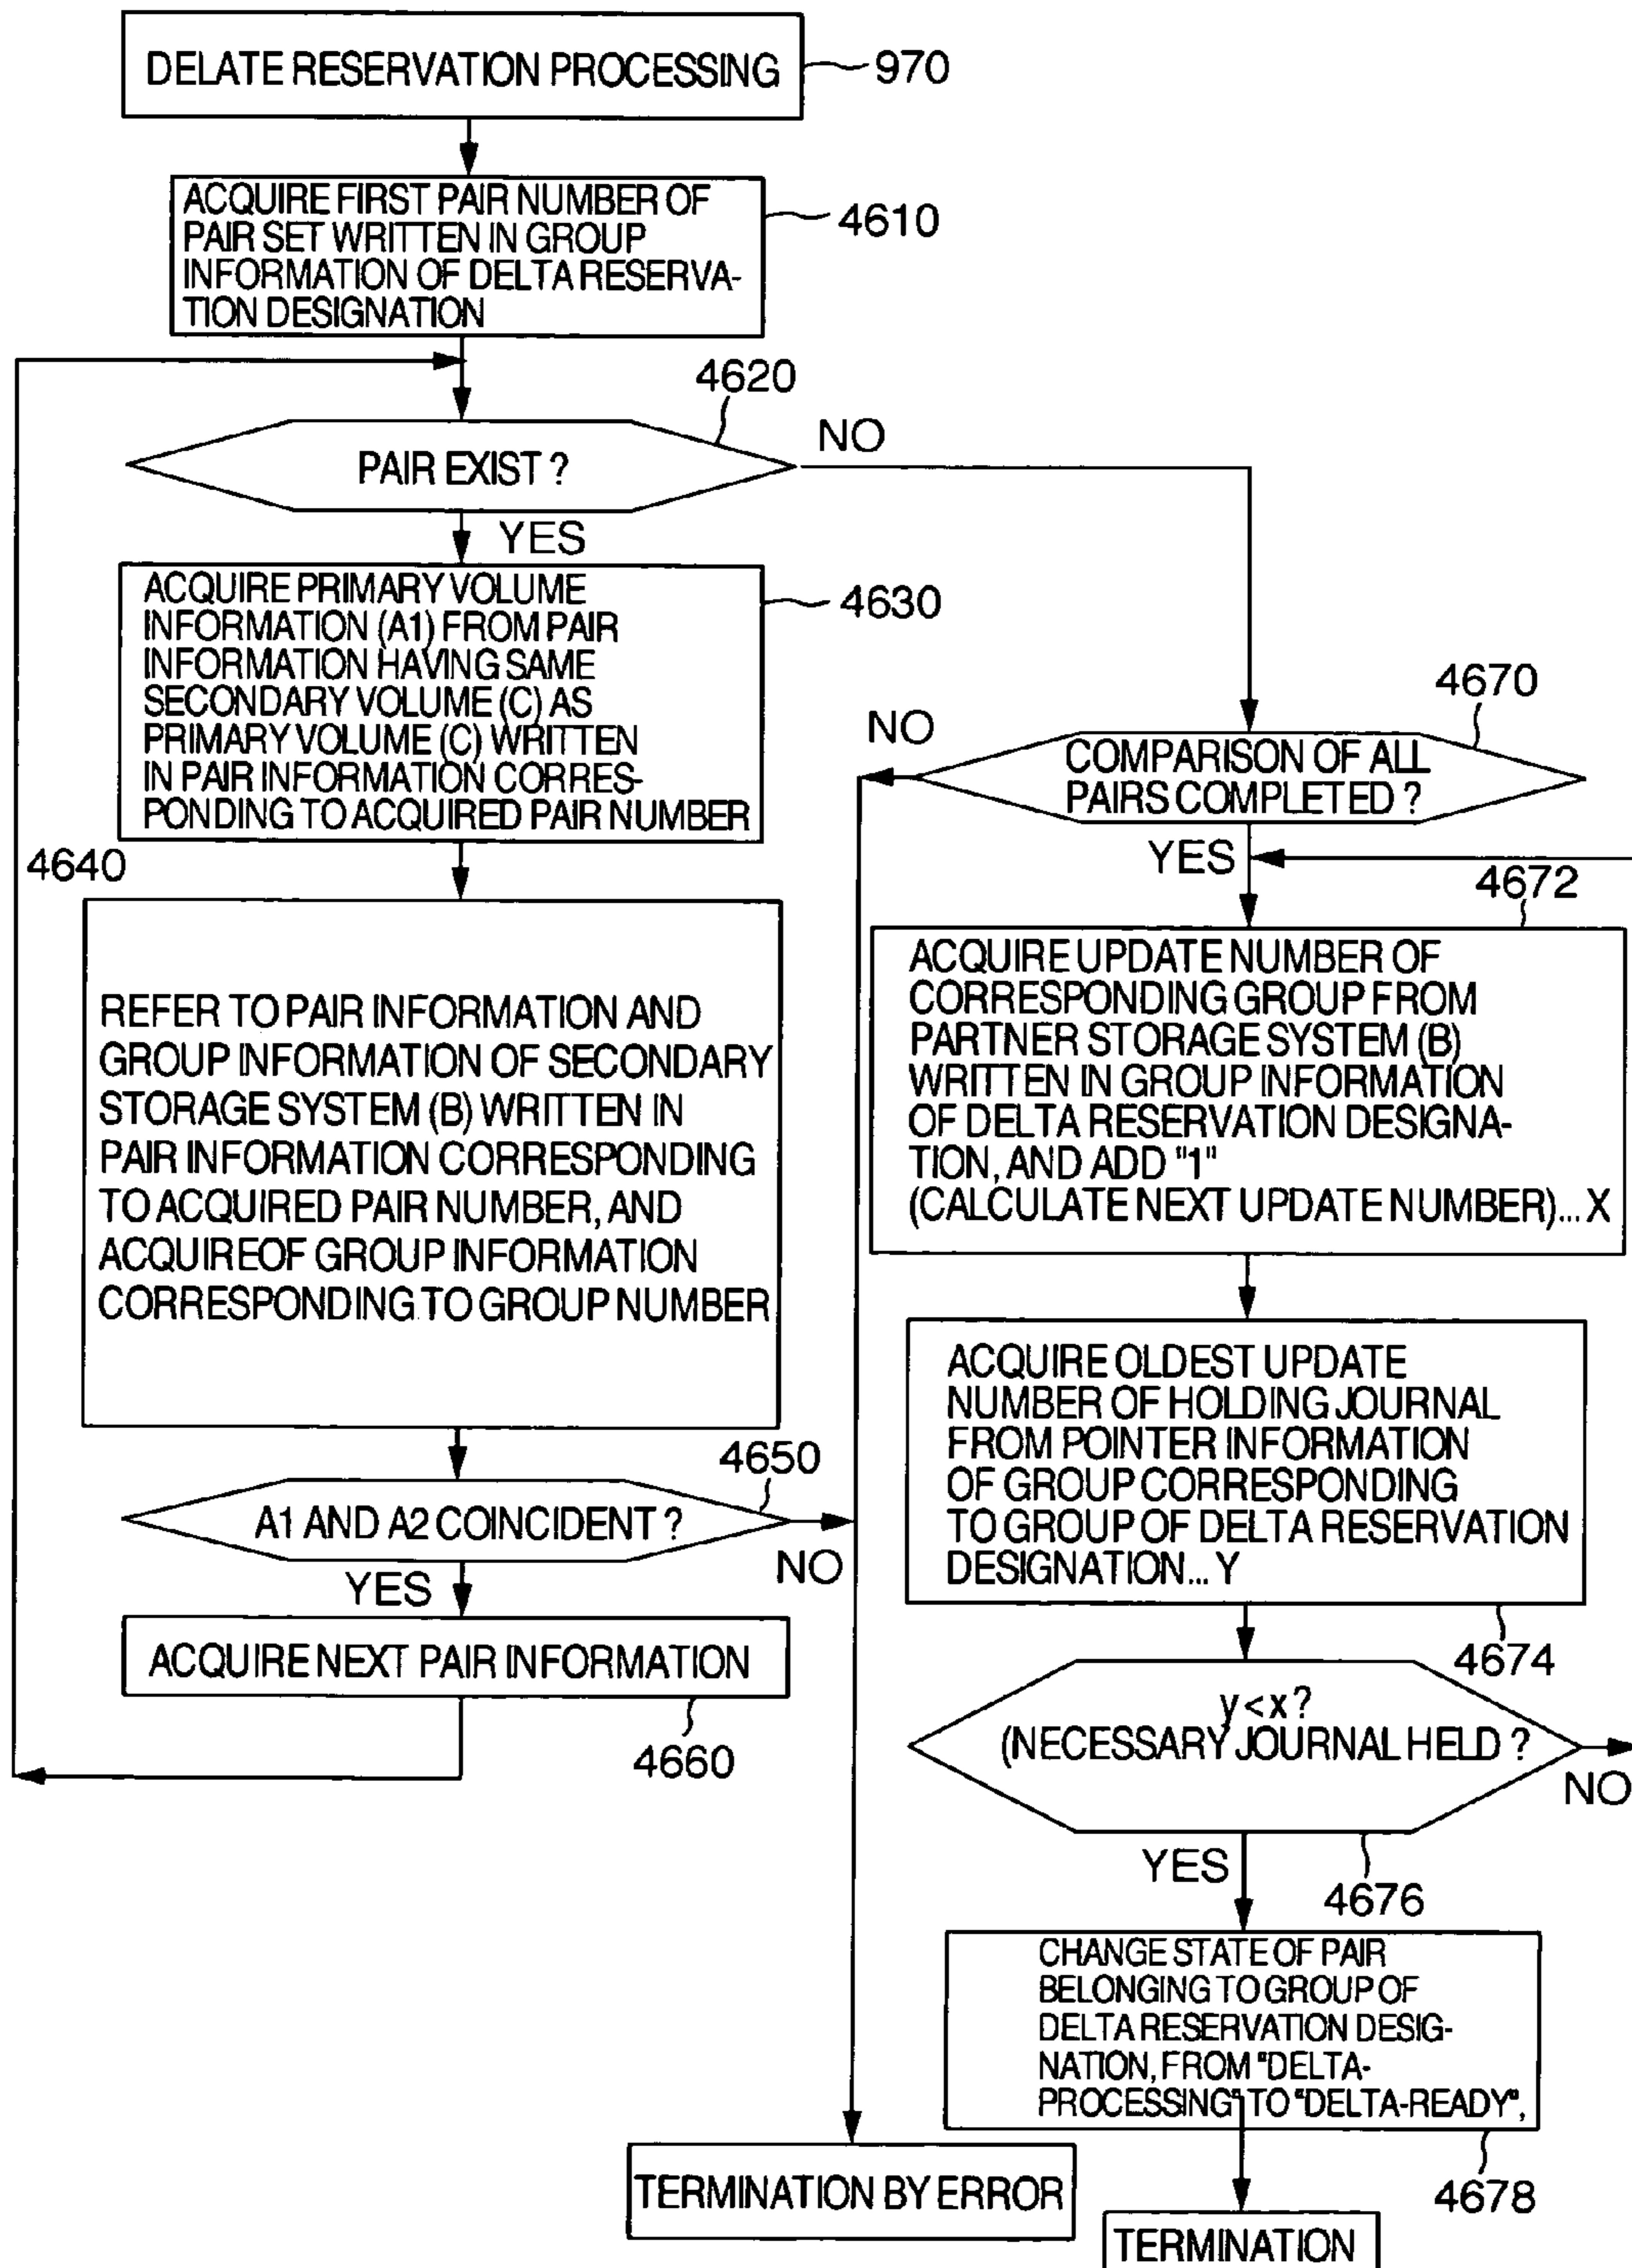 DELATE RESERVATION PROCESSING
970
ACQUIRE FIRST PAIR NUMBER OF
PAIR SET WRITTEN IN GROUP
INFORMATION OF DELTA RESERVA-
TION DESIGNATION
4610
4620
PAIR EXIST ?
NO
YES
ACQUIRE PRIMARY VOLUME
INFORMATION (A1) FROM PAIR
INFORMATION HAVING SAME
SECONDARY VOLUME (C) AS
PRIMARY VOLUME (C) WRITTEN
IN PAIR INFORMATION CORRES-
PONDING TO ACQUIRED PAIR NUMBER
4630
4640
REFER TO PAIR INFORMATION AND
GROUP INFORMATION OF SECONDARY
STORAGE SYSTEM (B) WRITTEN IN
PAIR INFORMATION CORRESPONDING
TO ACQUIRED PAIR NUMBER, AND
ACQUIREOF GROUP INFORMATION
CORRESPONDING TO GROUP NUMBER
4650
A1 AND A2 COINCIDENT ?
NO
YES
ACQUIRE NEXT PAIR INFORMATION
4660
4670
NO
COMPARISON OF ALL
PAIRS COMPLETED ?
YES
4672
ACQUIRE UPDATE NUMBER OF
CORRESPONDING GROUP FROM
PARTNER STORAGE SYSTEM (B)
WRITTEN IN GROUP INFORMATION
OF DELTA RESERVATION DESIGNA-
TION, AND ADD "1"
(CALCULATE NEXT UPDATE NUMBER)... X
ACQUIRE OLDEST UPDATE
NUMBER OF HOLDING JOURNAL
FROM POINTER INFORMATION
OF GROUP CORRESPONDING
TO GROUP OF DELTA RESERVATION
DESIGNATION... Y
4674
y < x ?
(NECESSARY JOURNAL HELD ?
NO
YES
4676
CHANGE STATE OF PAIR
BELONGING TO GROUP OF
DELTA RESERVATION DESIG-
NATION, FROM "DELTA-
PROCESSING" TO "DELTA-READY",
4678
TERMINATION BY ERROR
TERMINATION